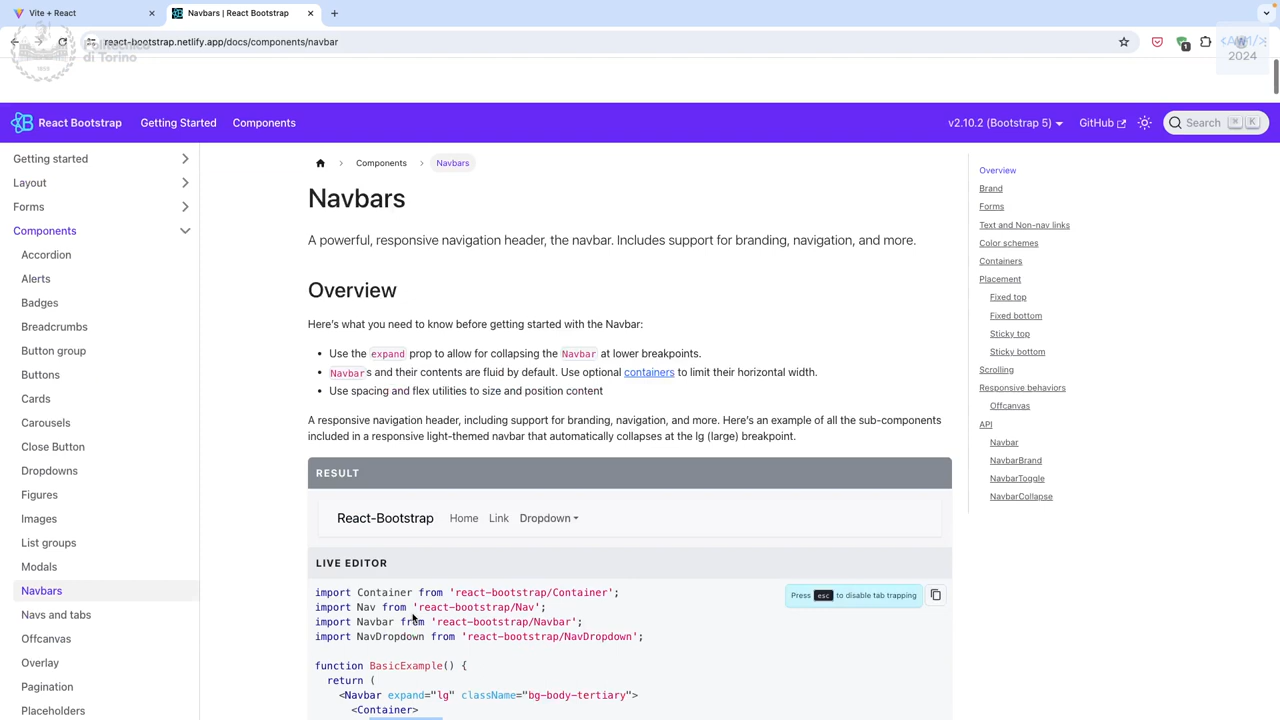 Vite + React
Navbars | React Bootstrap
react-bootstrap.netlify.app/docs/components/navbar
1
Politecnico
di Torino
1859
2024
React Bootstrap
Getting Started
Components
v2.10.2 (Bootstrap 5)
GitHub
Search
⌘
K
Getting started
Layout
Forms
Components
Accordion
Alerts
Badges
Breadcrumbs
Button group
Buttons
Cards
Carousels
Close Button
Dropdowns
Figures
Images
List groups
Modals
Navbars
Navs and tabs
Offcanvas
Overlay
Pagination
Placeholders
Components
Navbars
Navbars
A powerful, responsive navigation header, the navbar. Includes support for branding, navigation, and more.
Overview
Here's what you need to know before getting started with the Navbar:
• Use the expand prop to allow for collapsing the Navbar at lower breakpoints.
• Navbars and their contents are fluid by default. Use optional containers to limit their horizontal width.
• Use spacing and flex utilities to size and position content
A responsive navigation header, including support for branding, navigation, and more. Here's an example of all the sub-components
included in a responsive light-themed navbar that automatically collapses at the lg (large) breakpoint.
RESULT
React-Bootstrap
Home
Link
Dropdown
LIVE EDITOR
Press esc to disable tab trapping
import Container from 'react-bootstrap/Container';
import Nav from 'react-bootstrap/Nav';
import Navbar from 'react-bootstrap/Navbar';
import NavDropdown from 'react-bootstrap/NavDropdown';
function BasicExample() {
return (
<Navbar expand="lg" className="bg-body-tertiary">
<Container>
Overview
Brand
Forms
Text and Non-nav links
Color schemes
Containers
Placement
Fixed top
Fixed bottom
Sticky top
Sticky bottom
Scrolling
Responsive behaviors
Offcanvas
API
Navbar
NavbarBrand
NavbarToggle
NavbarCollapse